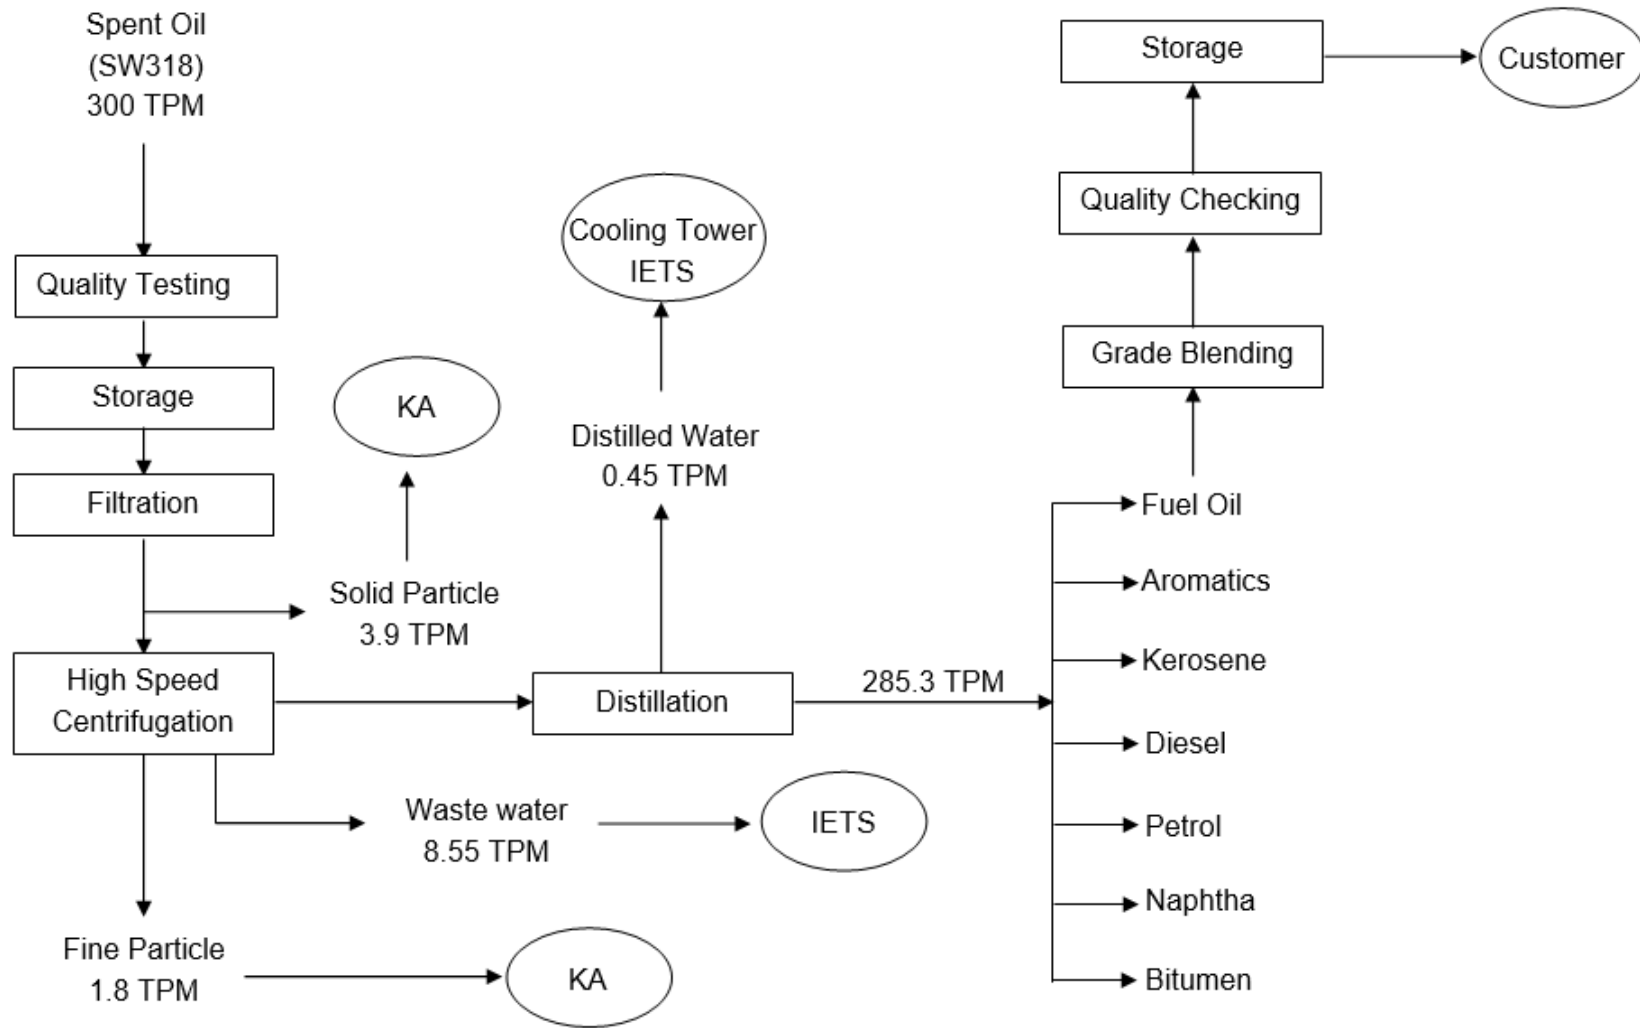 Spent Oil
(SW318)
300 TPM
Quality Testing
Storage
Filtration
Solid Particle
3.9 TPM
KA
High Speed
Centrifugation
Fine Particle
1.8 TPM
KA
Waste water
8.55 TPM
IETS
Distillation
Distilled Water
0.45 TPM
Cooling Tower
IETS
285.3 TPM
Fuel Oil
Aromatics
Kerosene
Diesel
Petrol
Naphtha
Bitumen
Grade Blending
Quality Checking
Storage
Customer